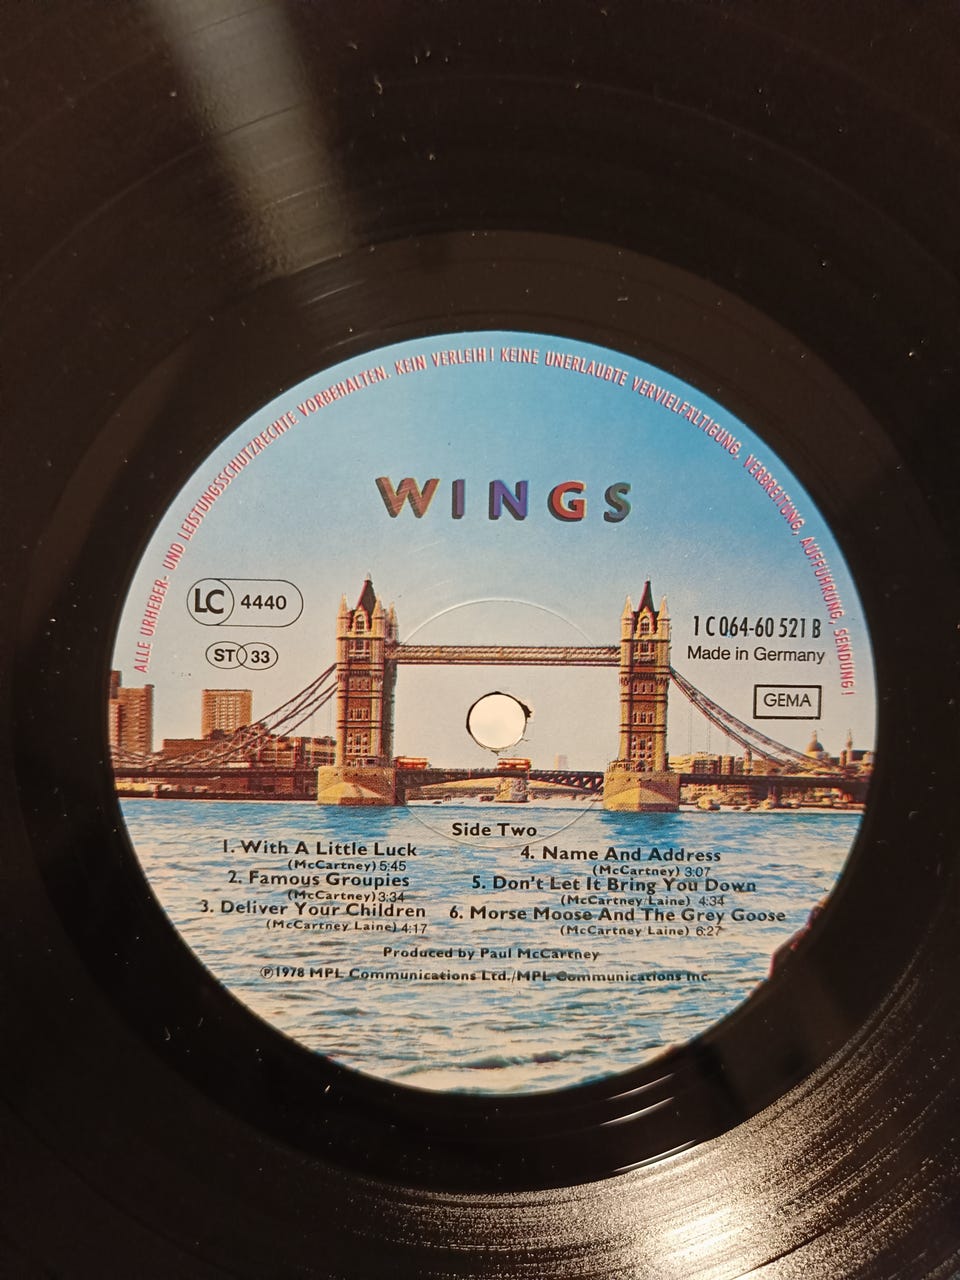 ALLE URHEBER- UND LEISTUNGSSCHUTZRECHTE VORBEHALTEN. KEIN VERLEIH! KEINE UNERLAUBTE VERVIELFÄLTIGUNG, VERBREITUNG, AUFFÜHRUNG, SENDUNG!
WINGS
LC 4440
ST 33
1 C 064-60 521 B
Made in Germany
GEMA
Side Two
1. With A Little Luck
(McCartney) 5:45
2. Famous Groupies
(McCartney) 3:34
3. Deliver Your Children
(McCartney Laine) 4:17
4. Name And Address
(McCartney) 3:07
5. Don't Let It Bring You Down
(McCartney/Laine) 4:34
6. Morse Moose And The Grey Goose
(McCartney Laine) 6:27
Produced by Paul McCartney
℗1978 MPL Communications Ltd./MPL Communications Inc.